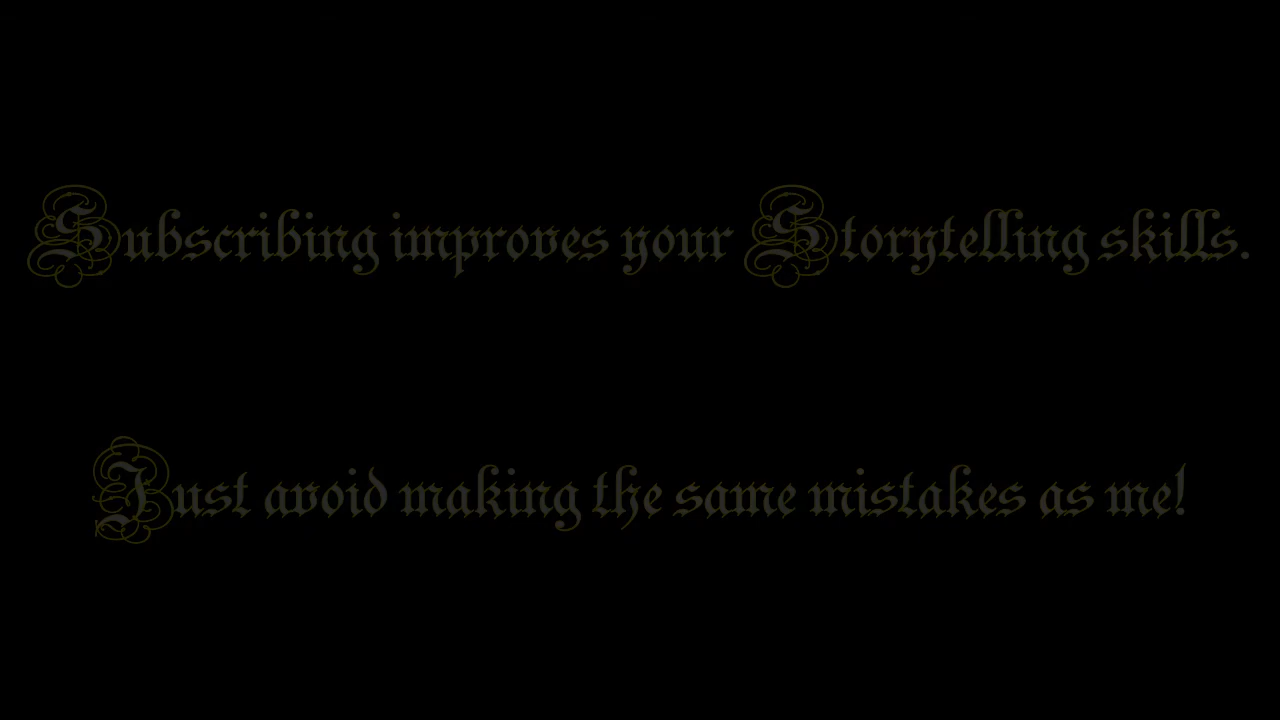 Subscribing improves your Storytelling skills.
Just avoid making the same mistakes as me!